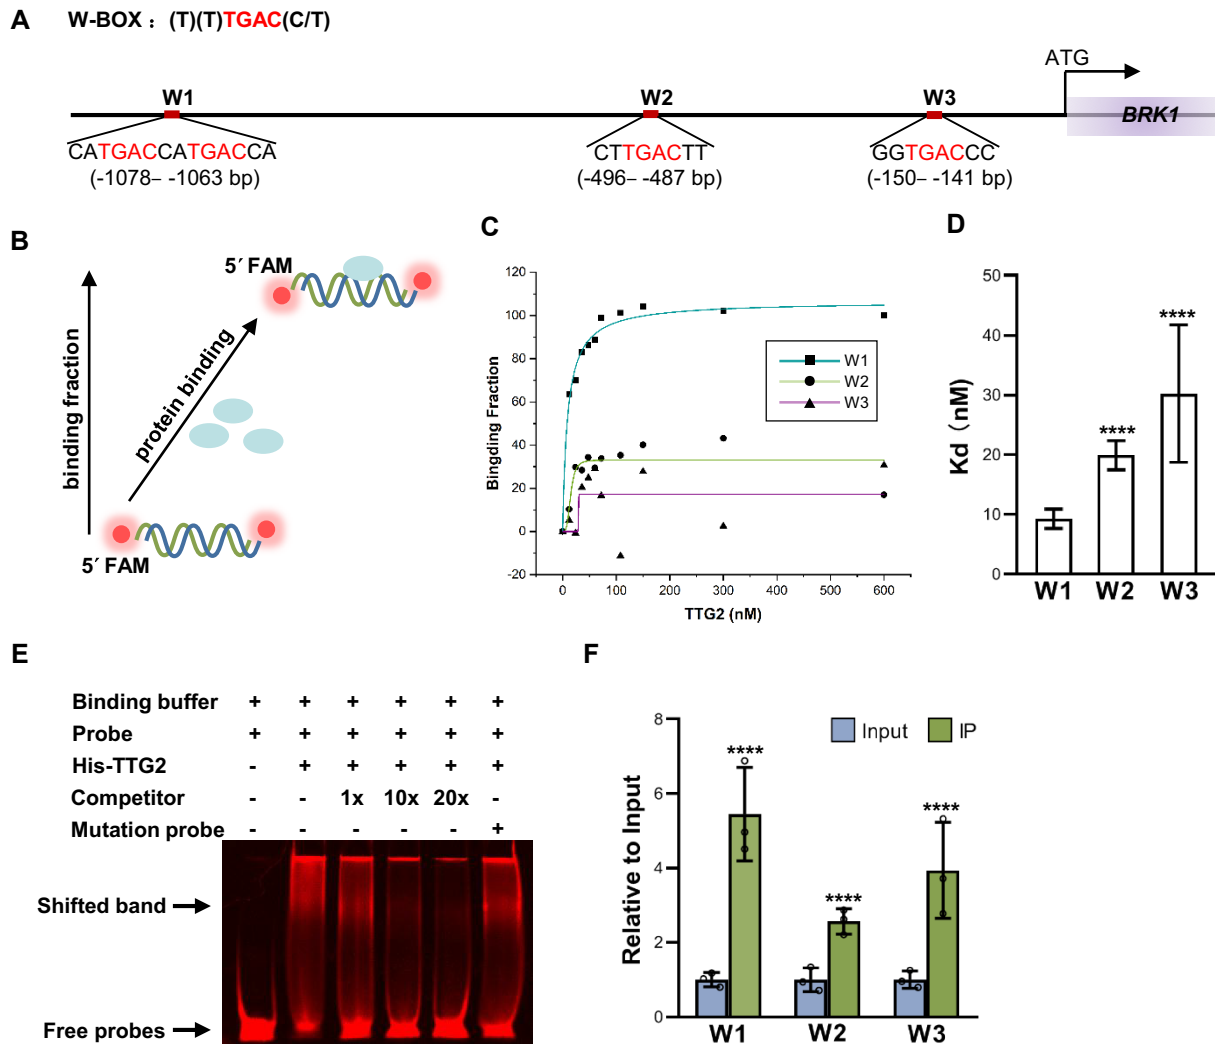 A
W-BOX : (T)(T)TGAC(C/T)
ATG
W1 W2 W3
BRK1
CATGACCATGACCA CTTGACTT GGTGACCC
(-1078– -1063 bp) (-496– -487 bp) (-150– -141 bp)
B
binding fraction
protein binding
5′ FAM
5′ FAM
C
Bingding Fraction
120
100
80
60
40
20
0
-20
W1
W2
W3
0 100 200 300 400 500 600
TTG2 (nM)
D
Kd (nM)
50
40
30
20
10
0
**** ****
W1 W2 W3
E
Binding buffer + + + + + +
Probe + + + + + +
His-TTG2 - + + + + +
Competitor - - 1x 10x 20x -
Mutation probe - - - - - +
Shifted band
Free probes
F
Relative to Input
8
6
4
2
0
Input IP
**** **** ****
W1 W2 W3